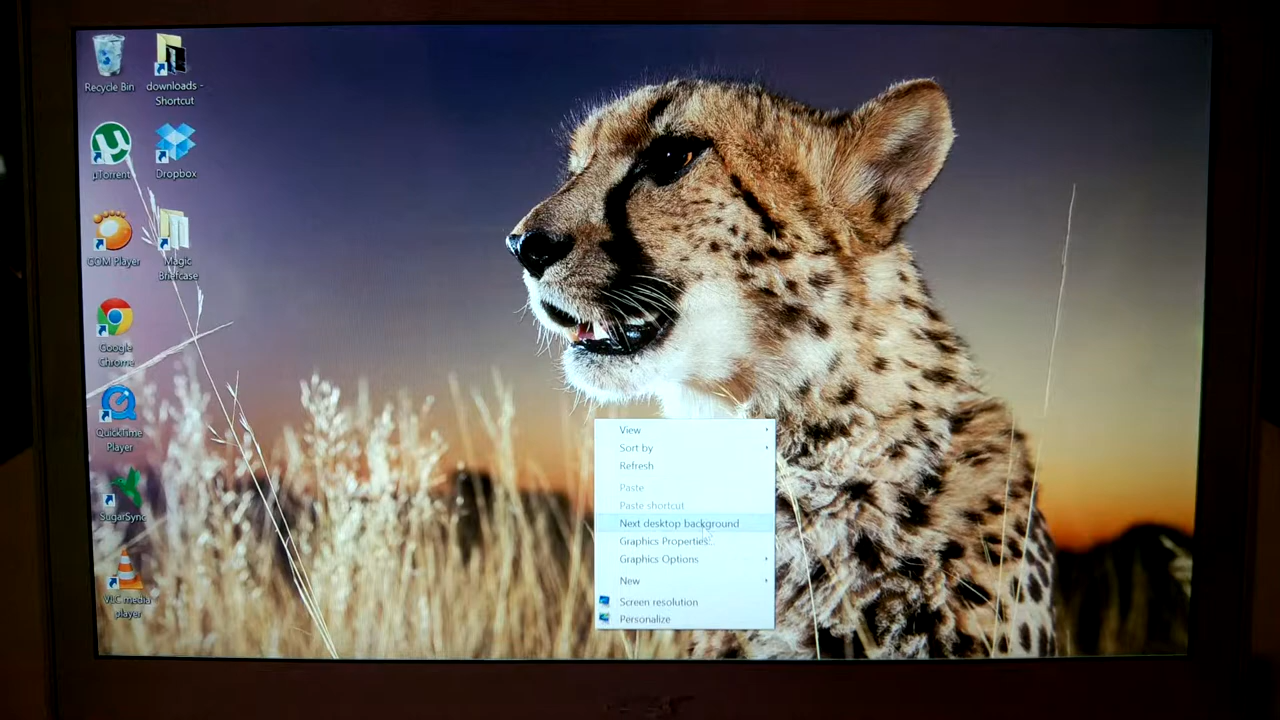 Recycle Bin
downloads -
Shortcut
µTorrent
Dropbox
GOM Player
Magic
Briefcase
Google
Chrome
QuickTime
Player
SugarSync
VLC media
player
View
Sort by
Refresh
Paste
Paste shortcut
Next desktop background
Graphics Properties...
Graphics Options
New
Screen resolution
Personalize